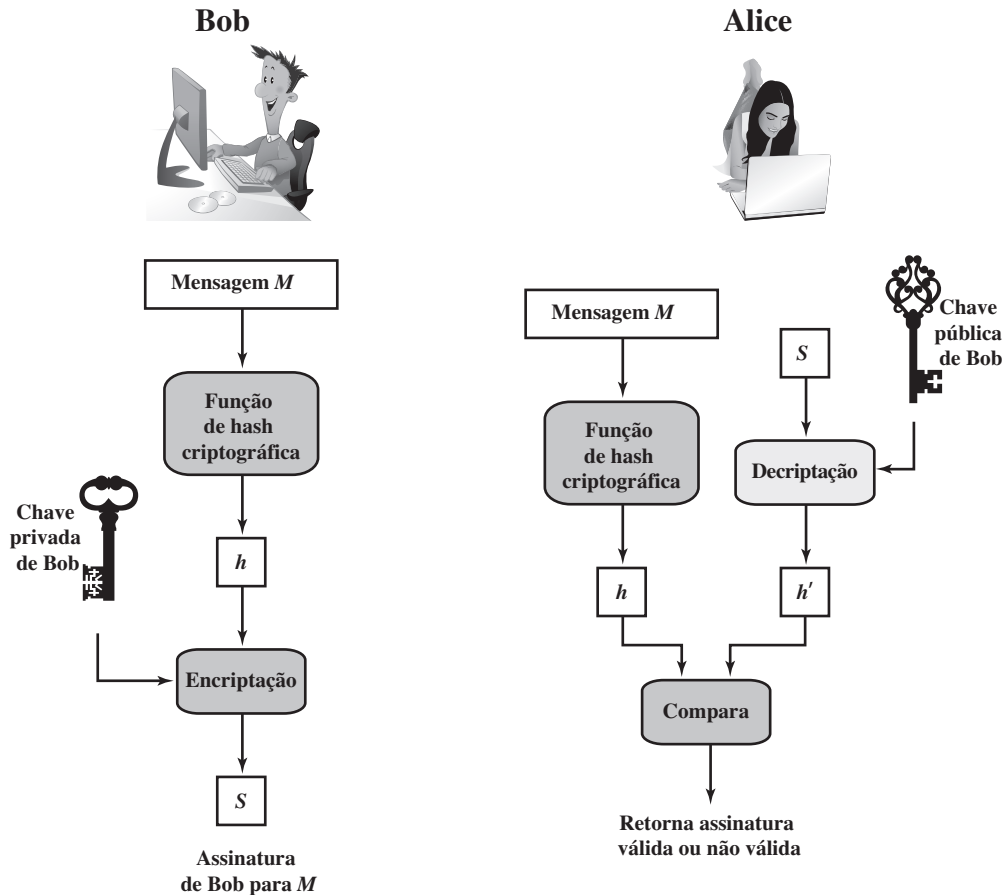 Bob
Mensagem M
Função
de hash
criptográfica
Chave
privada
de Bob
h
Encriptação
S
Assinatura
de Bob para M
Alice
Mensagem M
S
Chave
pública
de Bob
Função
de hash
criptográfica
Decriptação
h
h′
Compara
Retorna assinatura
válida ou não válida